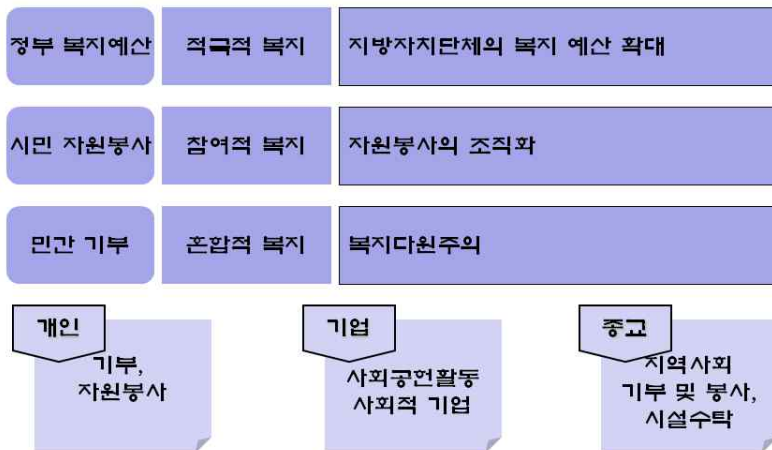 정부 복지예산 적극적 복지 지방자치단체의 복지 예산 확대
시민 자원봉사 참여적 복지 자원봉사의 조직화
민간 기부 혼합적 복지 복지다원주의
개인 기업 종교
기부,
자원봉사
사회공헌활동
사회적 기업
지역사회
기부 및 봉사,
시설수탁